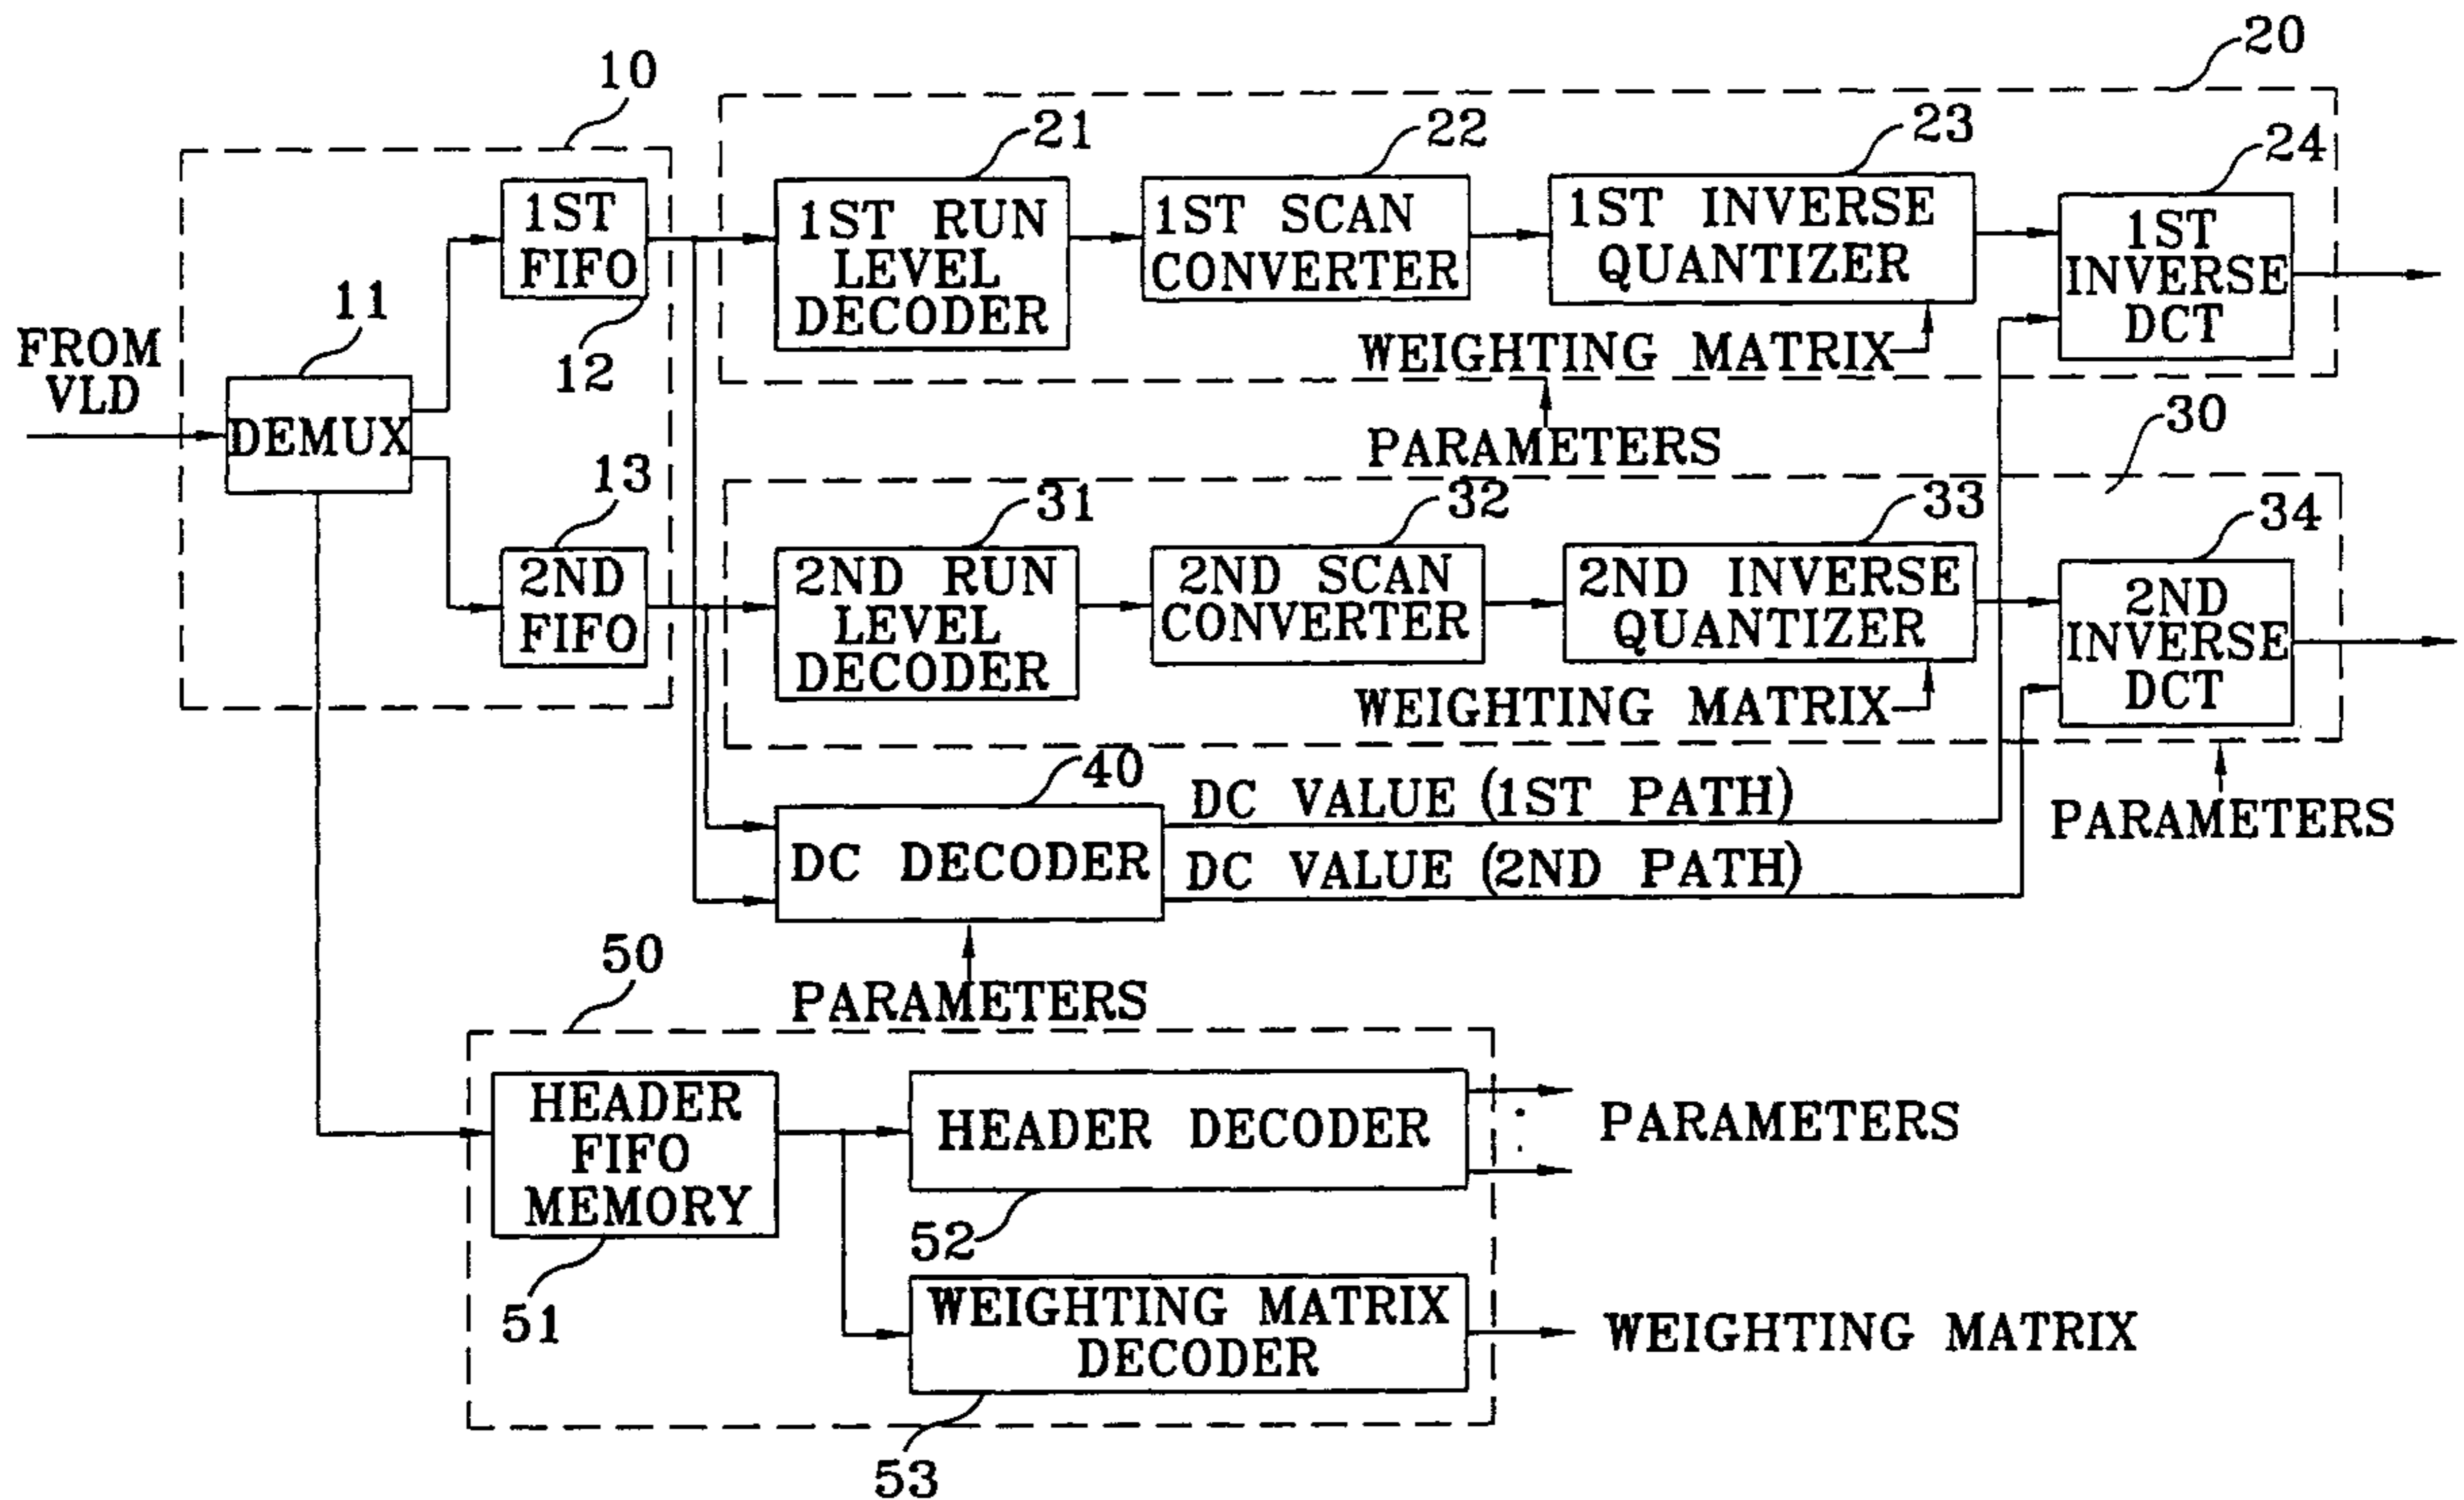 20
10
21
22
23
24
1ST
FIFO
1ST RUN
LEVEL
DECODER
1ST SCAN
CONVERTER
1ST INVERSE
QUANTIZER
1ST
INVERSE
DCT
11
12
FROM
VLD
WEIGHTING MATRIX
DEMUX
PARAMETERS
30
13
31
32
33
34
2ND
FIFO
2ND RUN
LEVEL
DECODER
2ND SCAN
CONVERTER
2ND INVERSE
QUANTIZER
2ND
INVERSE
DCT
WEIGHTING MATRIX
40
DC VALUE (1ST PATH)
PARAMETERS
DC DECODER
DC VALUE (2ND PATH)
50
PARAMETERS
HEADER
FIFO
MEMORY
HEADER DECODER
PARAMETERS
52
51
WEIGHTING MATRIX
DECODER
WEIGHTING MATRIX
53